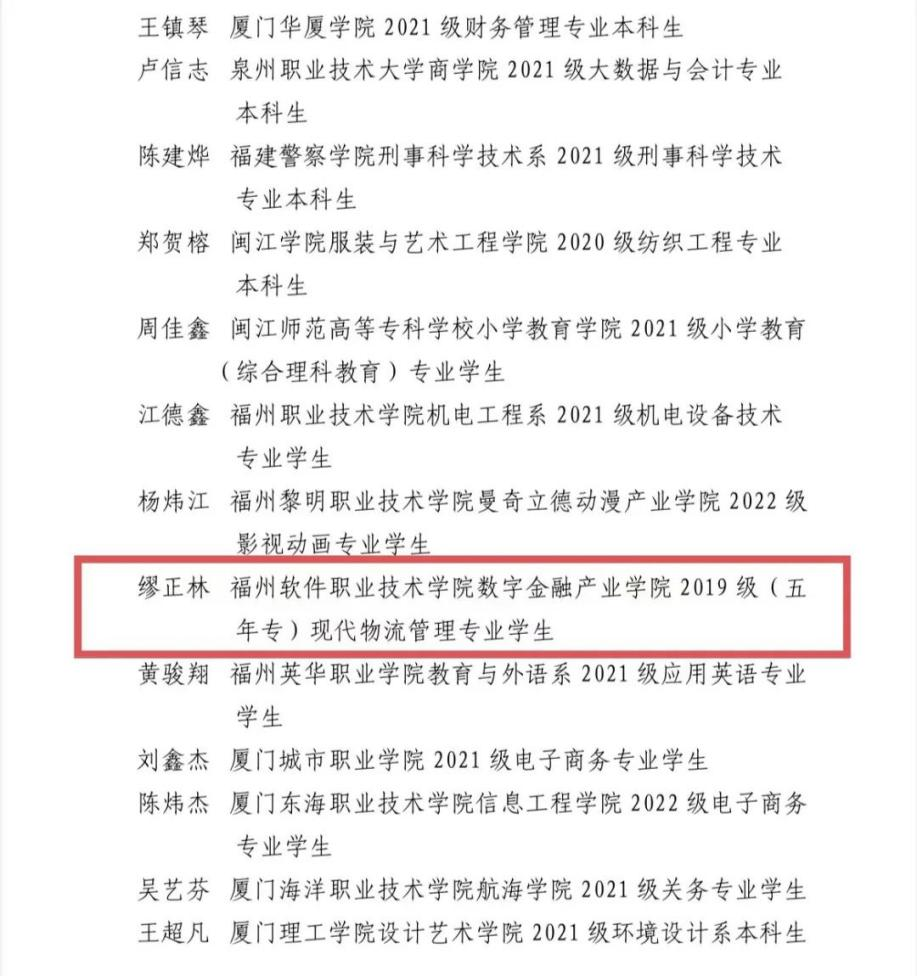 王镇琴 厦门华厦学院 2021 级财务管理专业本科生
卢信志 泉州职业技术大学商学院 2021 级大数据与会计专业
本科生
陈建烨 福建警察学院刑事科学技术系 2021 级刑事科学技术
专业本科生
郑贺榕 闽江学院服装与艺术工程学院 2020 级纺织工程专业
本科生
周佳鑫 闽江师范高等专科学校小学教育学院 2021 级小学教育
（综合理科教育）专业学生
江德鑫 福州职业技术学院机电工程系 2021 级机电设备技术
专业学生
杨炜江 福州黎明职业技术学院曼奇立德动漫产业学院 2022 级
影视动画专业学生
缪正林 福州软件职业技术学院数字金融产业学院 2019 级（五
年专）现代物流管理专业学生
黄骏翔 福州英华职业学院教育与外语系 2021 级应用英语专业
学生
刘鑫杰 厦门城市职业学院 2021 级电子商务专业学生
陈炜杰 厦门东海职业技术学院信息工程学院 2022 级电子商务
专业学生
吴艺芬 厦门海洋职业技术学院航海学院 2021 级关务专业学生
王超凡 厦门理工学院设计艺术学院 2021 级环境设计系本科生